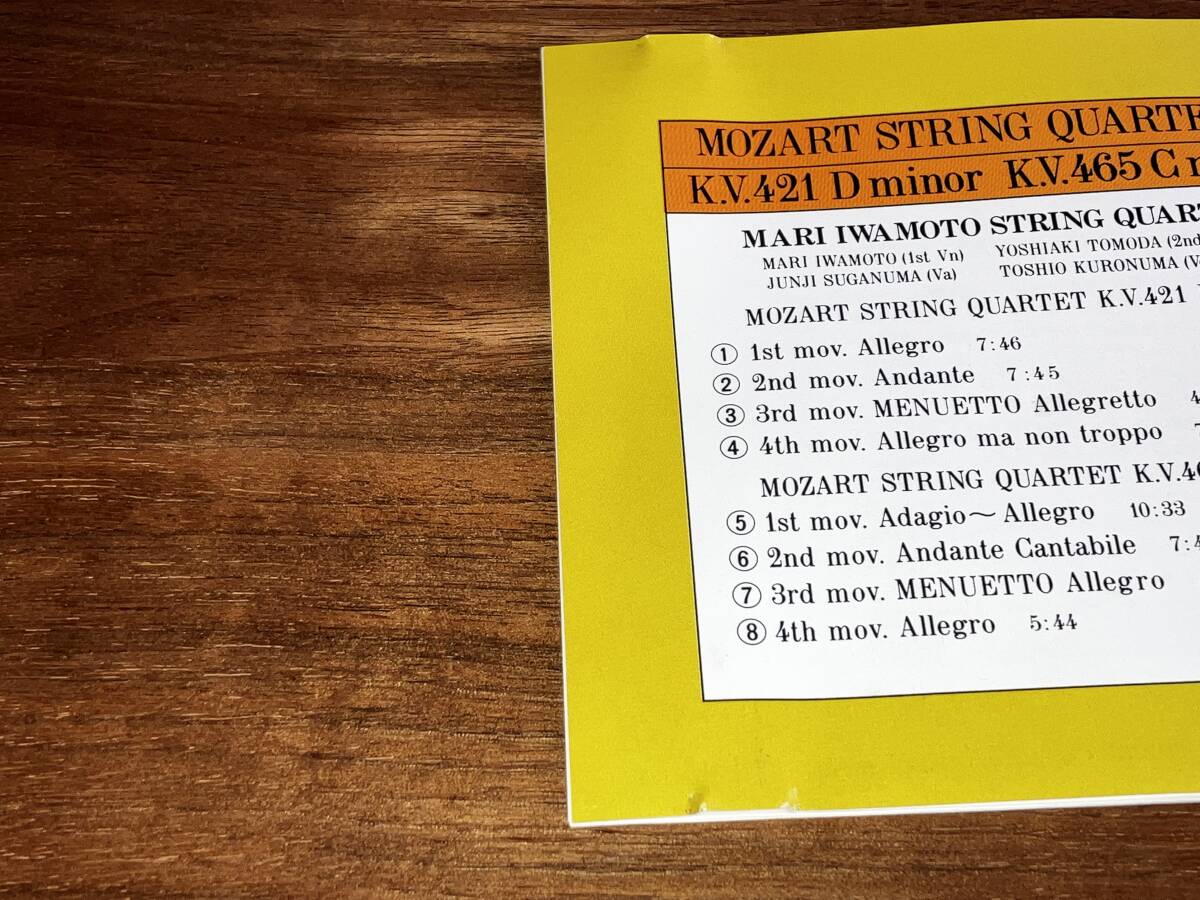 MOZART STRING QUARTE
K.V.421 D minor K.V.465 C
MARI IWAMOTO STRING QUAR
MARI IWAMOTO (1st Vn) YOSHIAKI TOMODA (2nd
JUNJI SUGANUMA (Va) TOSHIO KURONUMA (V
MOZART STRING QUARTET K.V.421
① 1st mov. Allegro 7:46
② 2nd mov. Andante 7:45
③ 3rd mov. MENUETTO Allegretto 4
④ 4th mov. Allegro ma non troppo
MOZART STRING QUARTET K.V.4
⑤ 1st mov. Adagio〜Allegro 10:33
⑥ 2nd mov. Andante Cantabile 7:4
⑦ 3rd mov. MENUETTO Allegro
⑧ 4th mov. Allegro 5:44